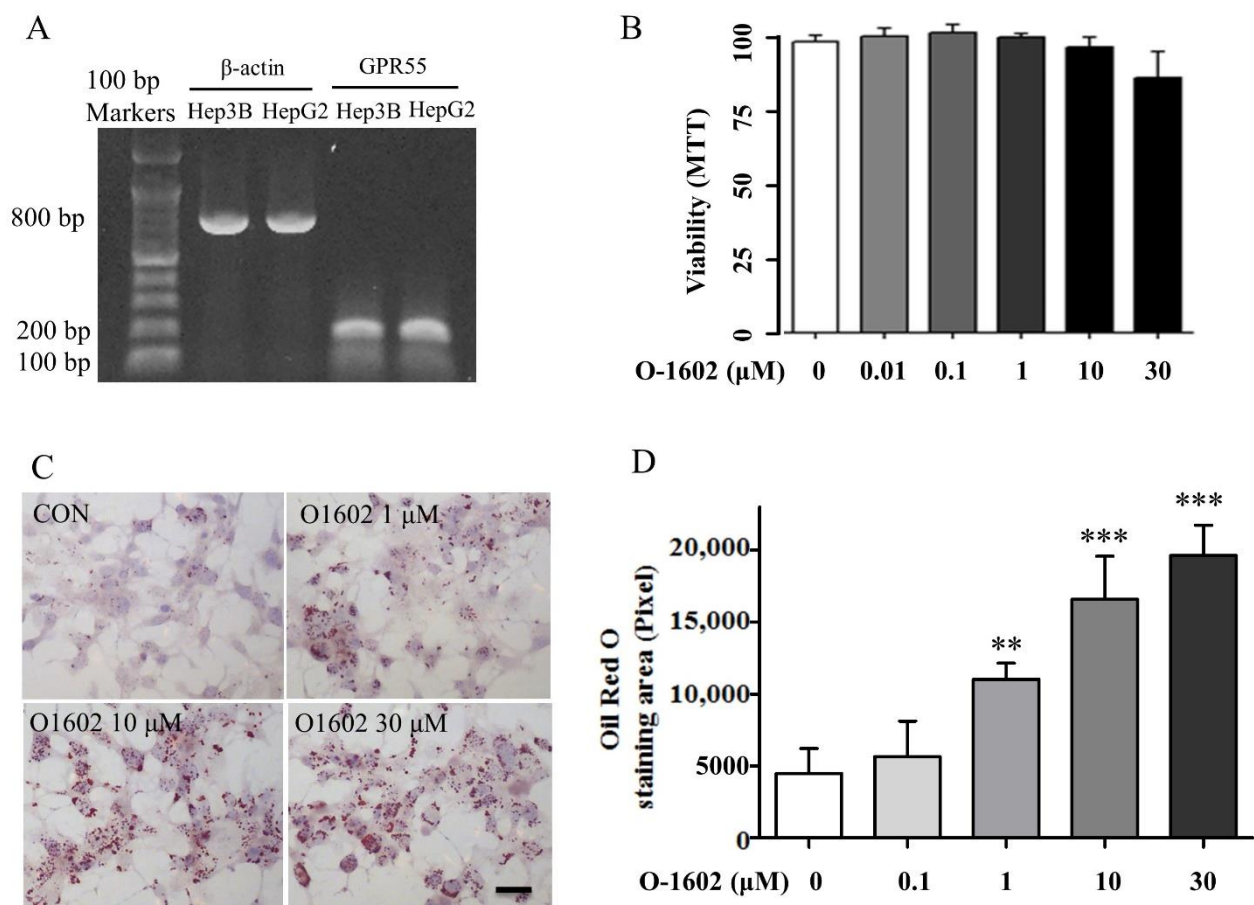 A
100 bp
Markers
β-actin
GPR55
Hep3B HepG2 Hep3B HepG2
800 bp
200 bp
100 bp
B
Viability (MTT)
100
75
50
25
0
O-1602 (μM) 0 0.01 0.1 1 10 30
C
CON
O1602 1 μM
O1602 10 μM
O1602 30 μM
D
Oil Red O
staining area (Pixel)
20,000
15,000
10,000
5000
0
**
***
***
O-1602 (μM) 0 0.1 1 10 30